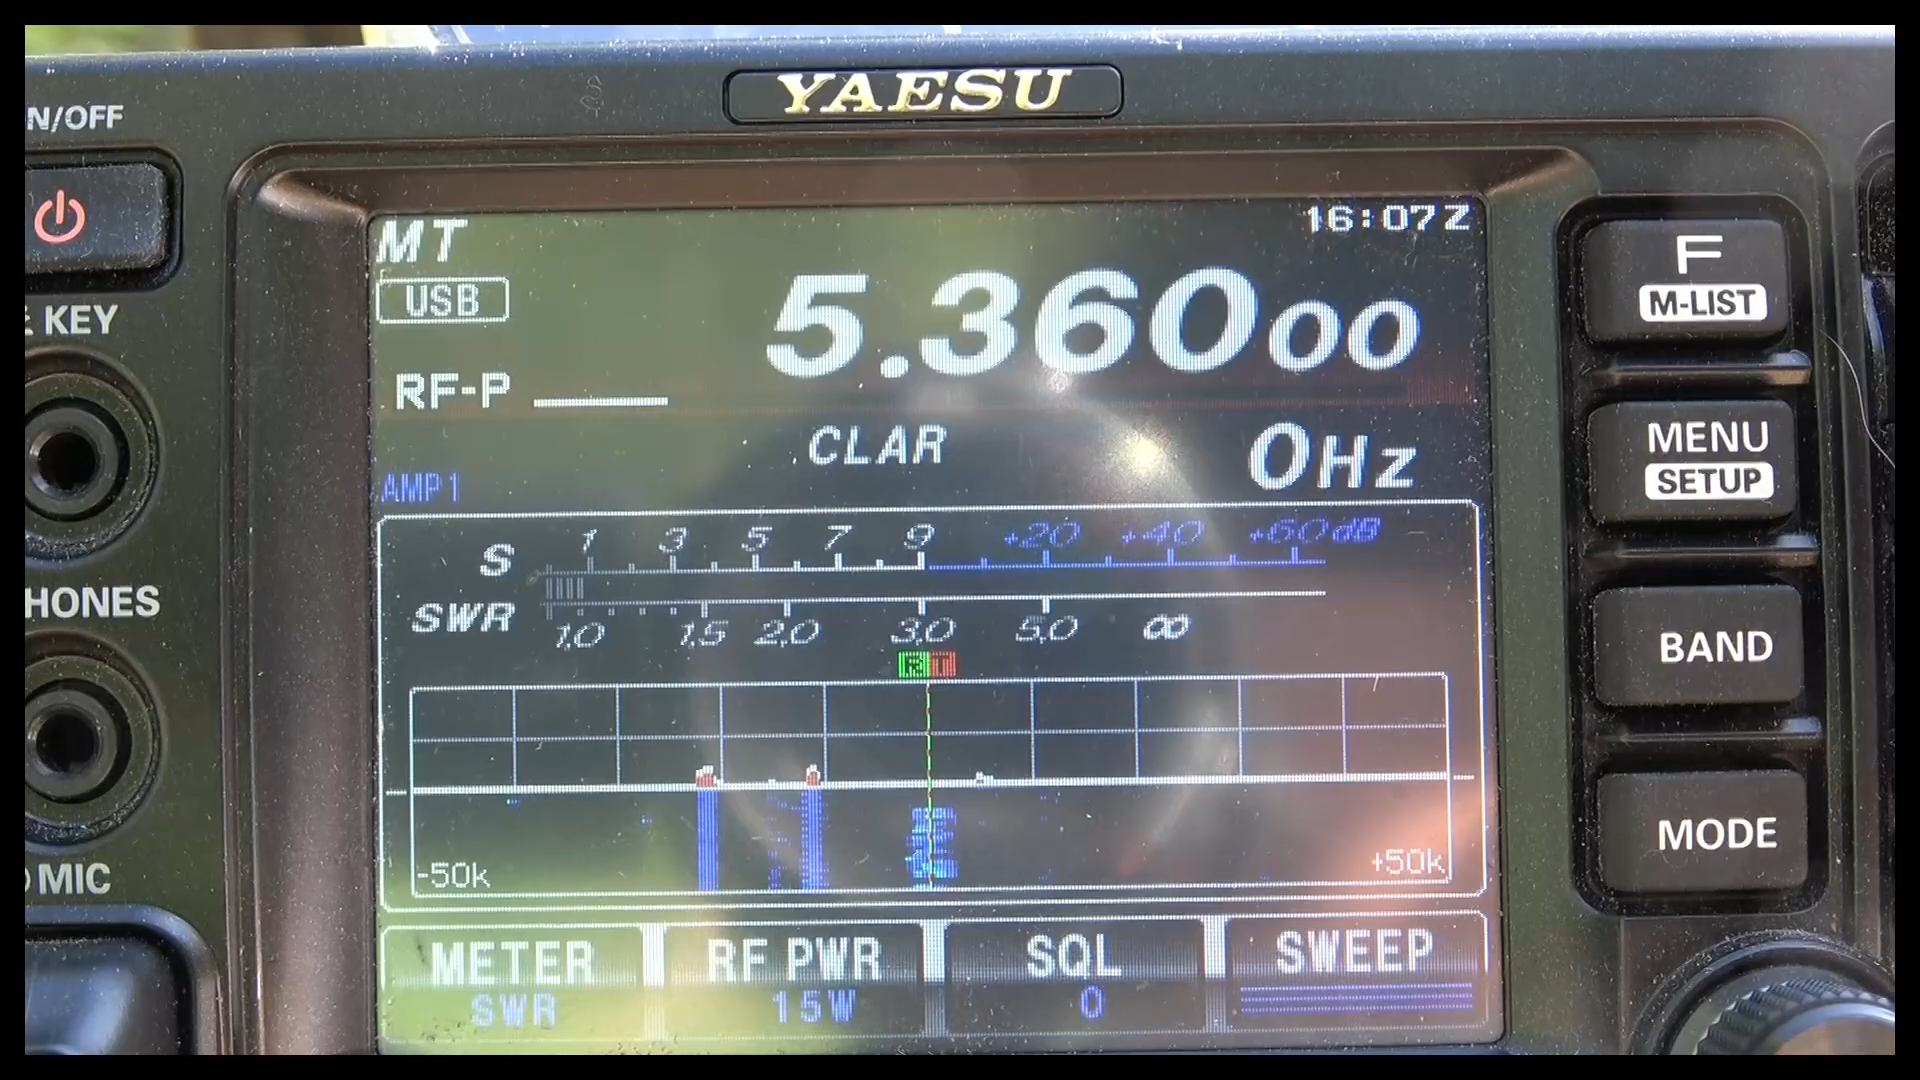 YAESU
N/OFF
MT
16:07Z
USB
5.36000
F
M-LIST
KEY
RF-P
CLAR
0Hz
MENU
SETUP
AMP1
S 1 3 5 7 9 +20 +40 +60dB
SWR 1.0 1.5 2.0 3.0 5.0 ∞
HONES
R T
BAND
MODE
-50k +50k
MIC
METER RF PWR SQL SWEEP
SWR 15W 0